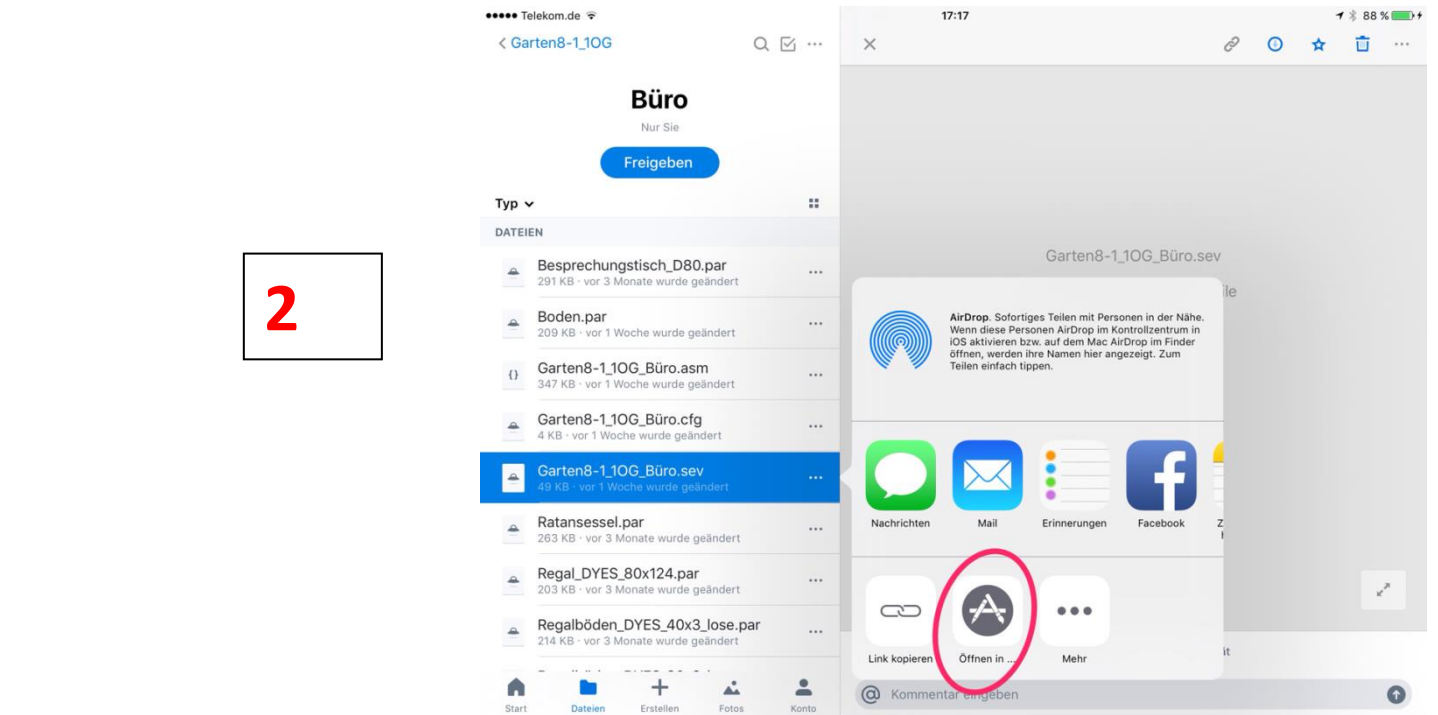 2
Telekom.de
17:17
88 %
Garten8-1_1OG
Büro
Nur Sie
Freigeben
Typ
DATEIEN
Besprechungstisch_D80.par
291 KB · vor 3 Monate wurde geändert
Boden.par
209 KB · vor 1 Woche wurde geändert
Garten8-1_1OG_Büro.asm
347 KB · vor 1 Woche wurde geändert
Garten8-1_1OG_Büro.cfg
4 KB · vor 1 Woche wurde geändert
Garten8-1_1OG_Büro.sev
49 KB · vor 1 Woche wurde geändert
Ratansessel.par
263 KB · vor 3 Monate wurde geändert
Regal_DYES_80x124.par
203 KB · vor 3 Monate wurde geändert
Regalböden_DYES_40x3_lose.par
214 KB · vor 3 Monate wurde geändert
Start
Dateien
Erstellen
Fotos
Konto
Garten8-1_1OG_Büro.sev
ile
AirDrop. Sofortiges Teilen mit Personen in der Nähe.
Wenn diese Personen AirDrop im Kontrollzentrum in
iOS aktivieren bzw. auf dem Mac AirDrop im Finder
öffnen, werden ihre Namen hier angezeigt. Zum
Teilen einfach tippen.
Nachrichten
Mail
Erinnerungen
Facebook
Z
Link kopieren
Öffnen in ...
Mehr
ät
Kommentar eingeben